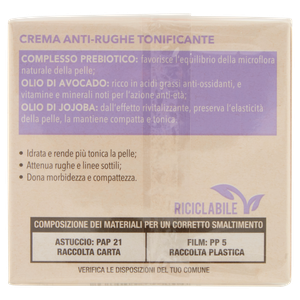 CREMA ANTI-RUGHE TONIFICANTE
COMPLESSO PREBIOTICO: favorisce l'equilibrio della microflora
naturale della pelle;
OLIO DI AVOCADO: ricco in acidi grassi anti-ossidanti, e
vitamine e minerali noti per l'azione anti-età;
OLIO DI JOJOBA: dall'effetto rivitalizzante, preserva l'elasticità
della pelle, la mantiene compatta e tonica.
• Idrata e rende più tonica la pelle;
• Attenua rughe e linee sottili;
• Dona morbidezza e compattezza.
RICICLABILE
COMPOSIZIONE DEI MATERIALI PER UN CORRETTO SMALTIMENTO
ASTUCCIO: PAP 21
RACCOLTA CARTA
FILM: PP 5
RACCOLTA PLASTICA
VERIFICA LE DISPOSIZIONI DEL TUO COMUNE